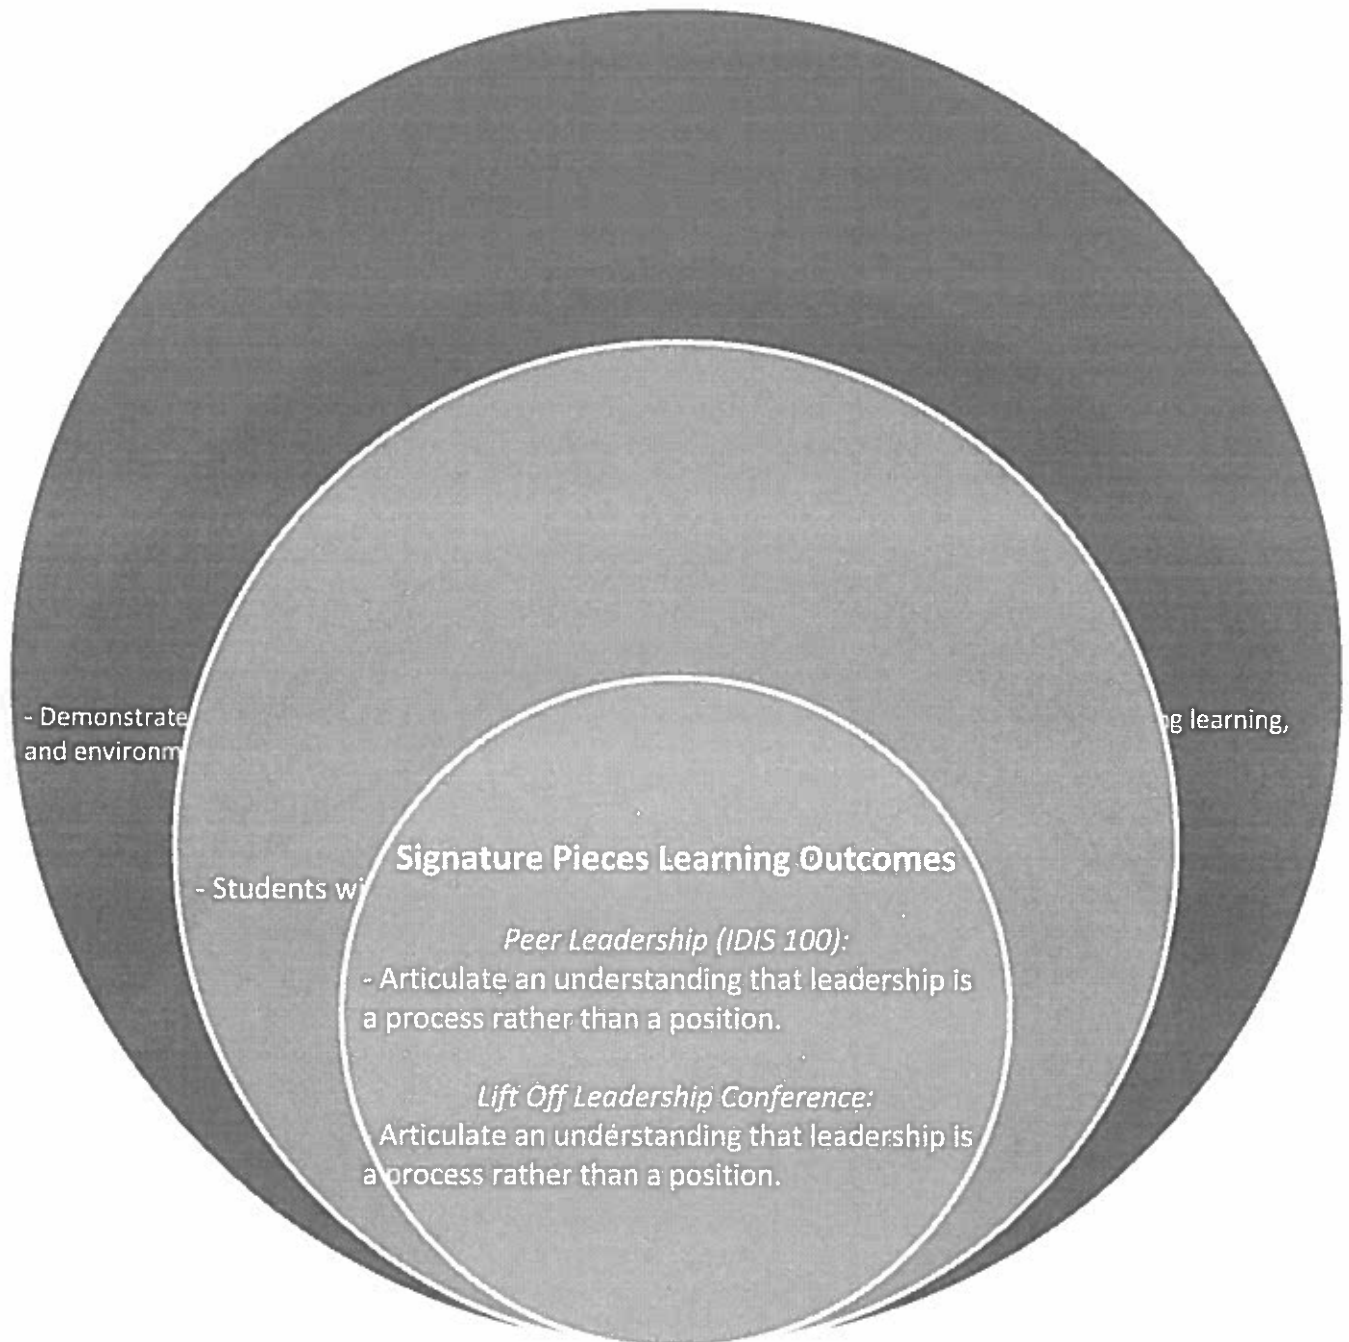 - Demonstrate
g learning,
and environm
Signature Pieces Learning Outcomes
- Students wi
Peer Leadership (IDIS 100):
- Articulate an understanding that leadership is
a process rather than a position.
Lift Off Leadership Conference:
- Articulate an understanding that leadership is
a process rather than a position.